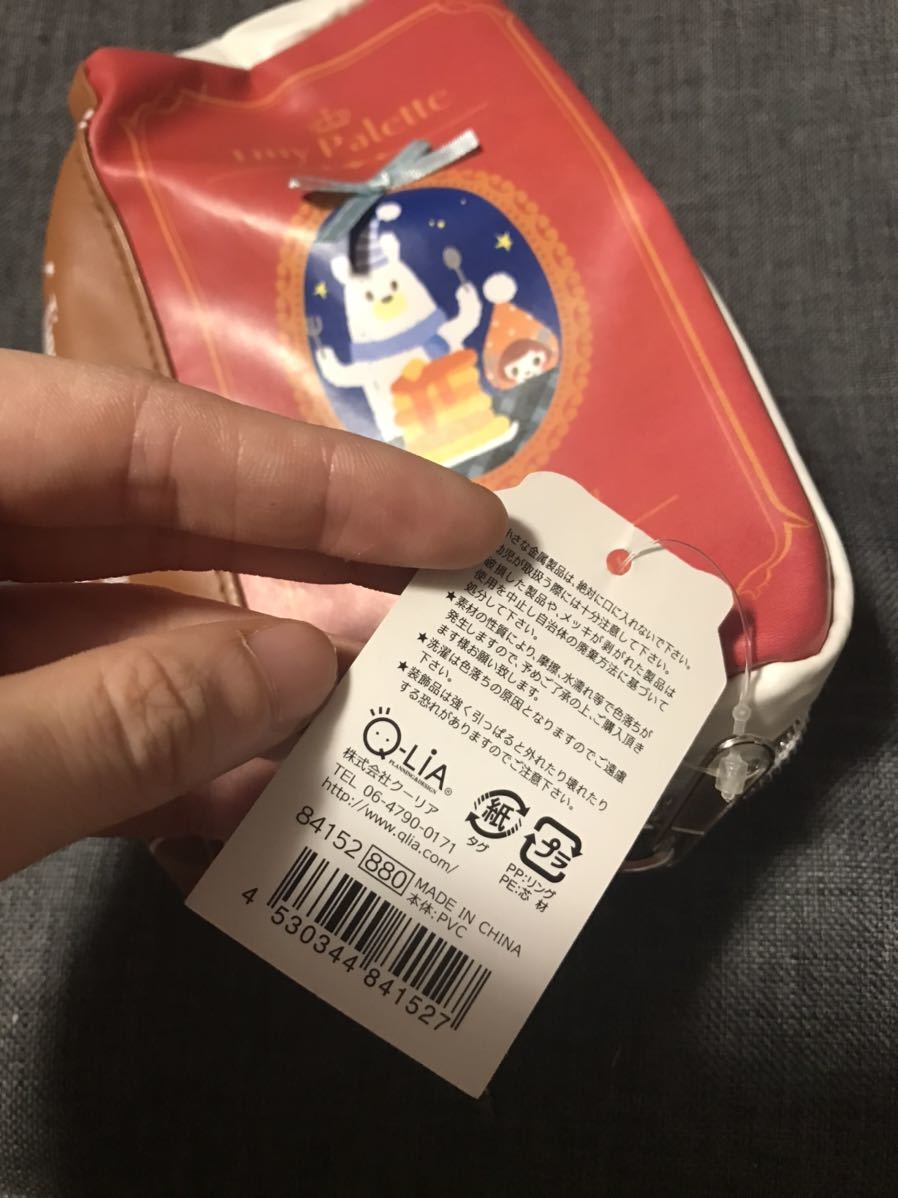 my Palette
小さな金属製品は、絶対に口に入れないで下さい。
幼児が取扱う際には十分注意して下さい。
破損した製品や、メッキが剥がれた製品は
使用を中止し自治体の廃棄方法に基づいて
処分して下さい。
★素材の性質により、摩擦、水濡れ等で色落ちが
発生しますので、予めご了承の上、ご購入頂き
ます様お願い致します。
★洗濯は色落ちの原因となりますのでご遠慮
下さい。
★装飾品は強く引っぱると外れたり壊れたり
する恐れがありますのでご注意下さい。
Q-LiA®
PLANNING&DESIGN
株式会社クーリア
TEL 06-4790-0171
http://www.qlia.com/
紙
タグ
プラ
PP:リング
PE:芯 材
84152 880 MADE IN CHINA
本体:PVC
4 530344 841527